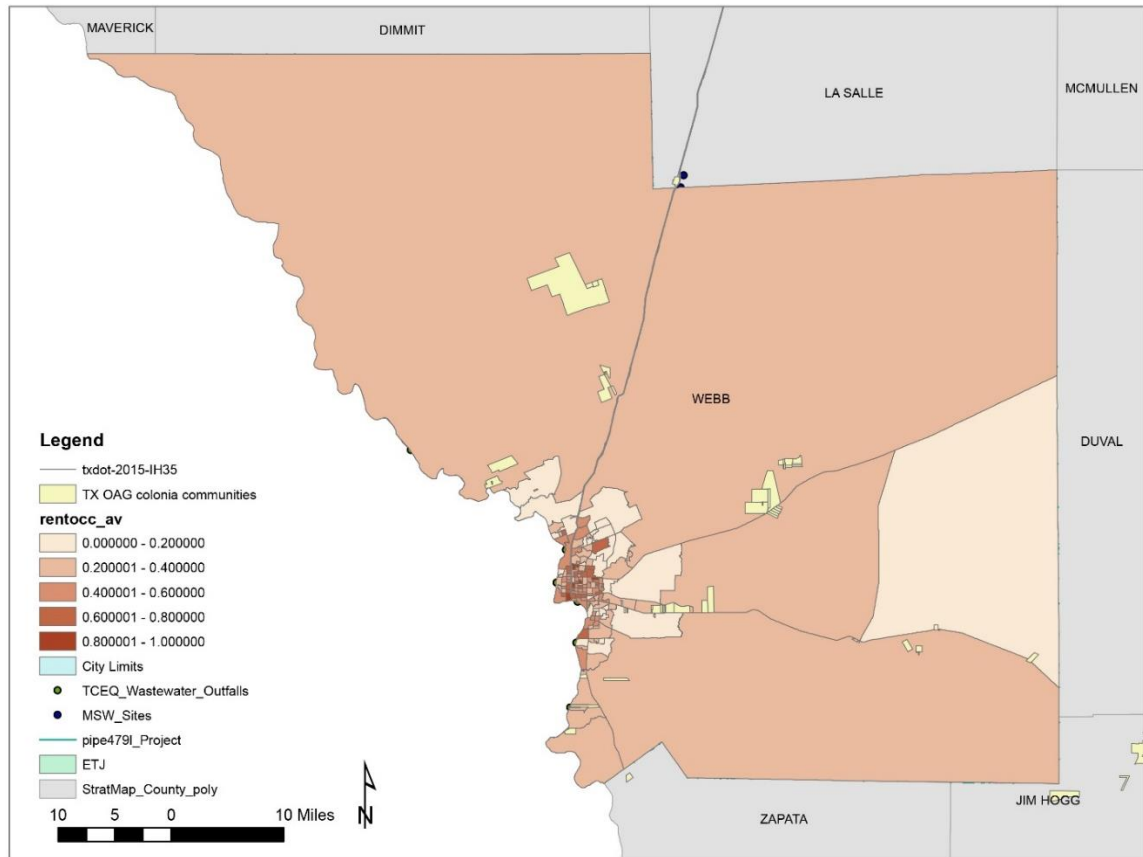 MAVERICK
DIMMIT
LA SALLE
MCMULLEN
WEBB
DUVAL
Legend
txdot-2015-IH35
TX OAG colonia communities
rentocc_av
0.000000 - 0.200000
0.200001 - 0.400000
0.400001 - 0.600000
0.600001 - 0.800000
0.800001 - 1.000000
City Limits
TCEQ_Wastewater_Outfalls
MSW_Sites
pipe479l_Project
ETJ
StratMap_County_poly
10 5 0 10 Miles
N
ZAPATA
JIM HOGG